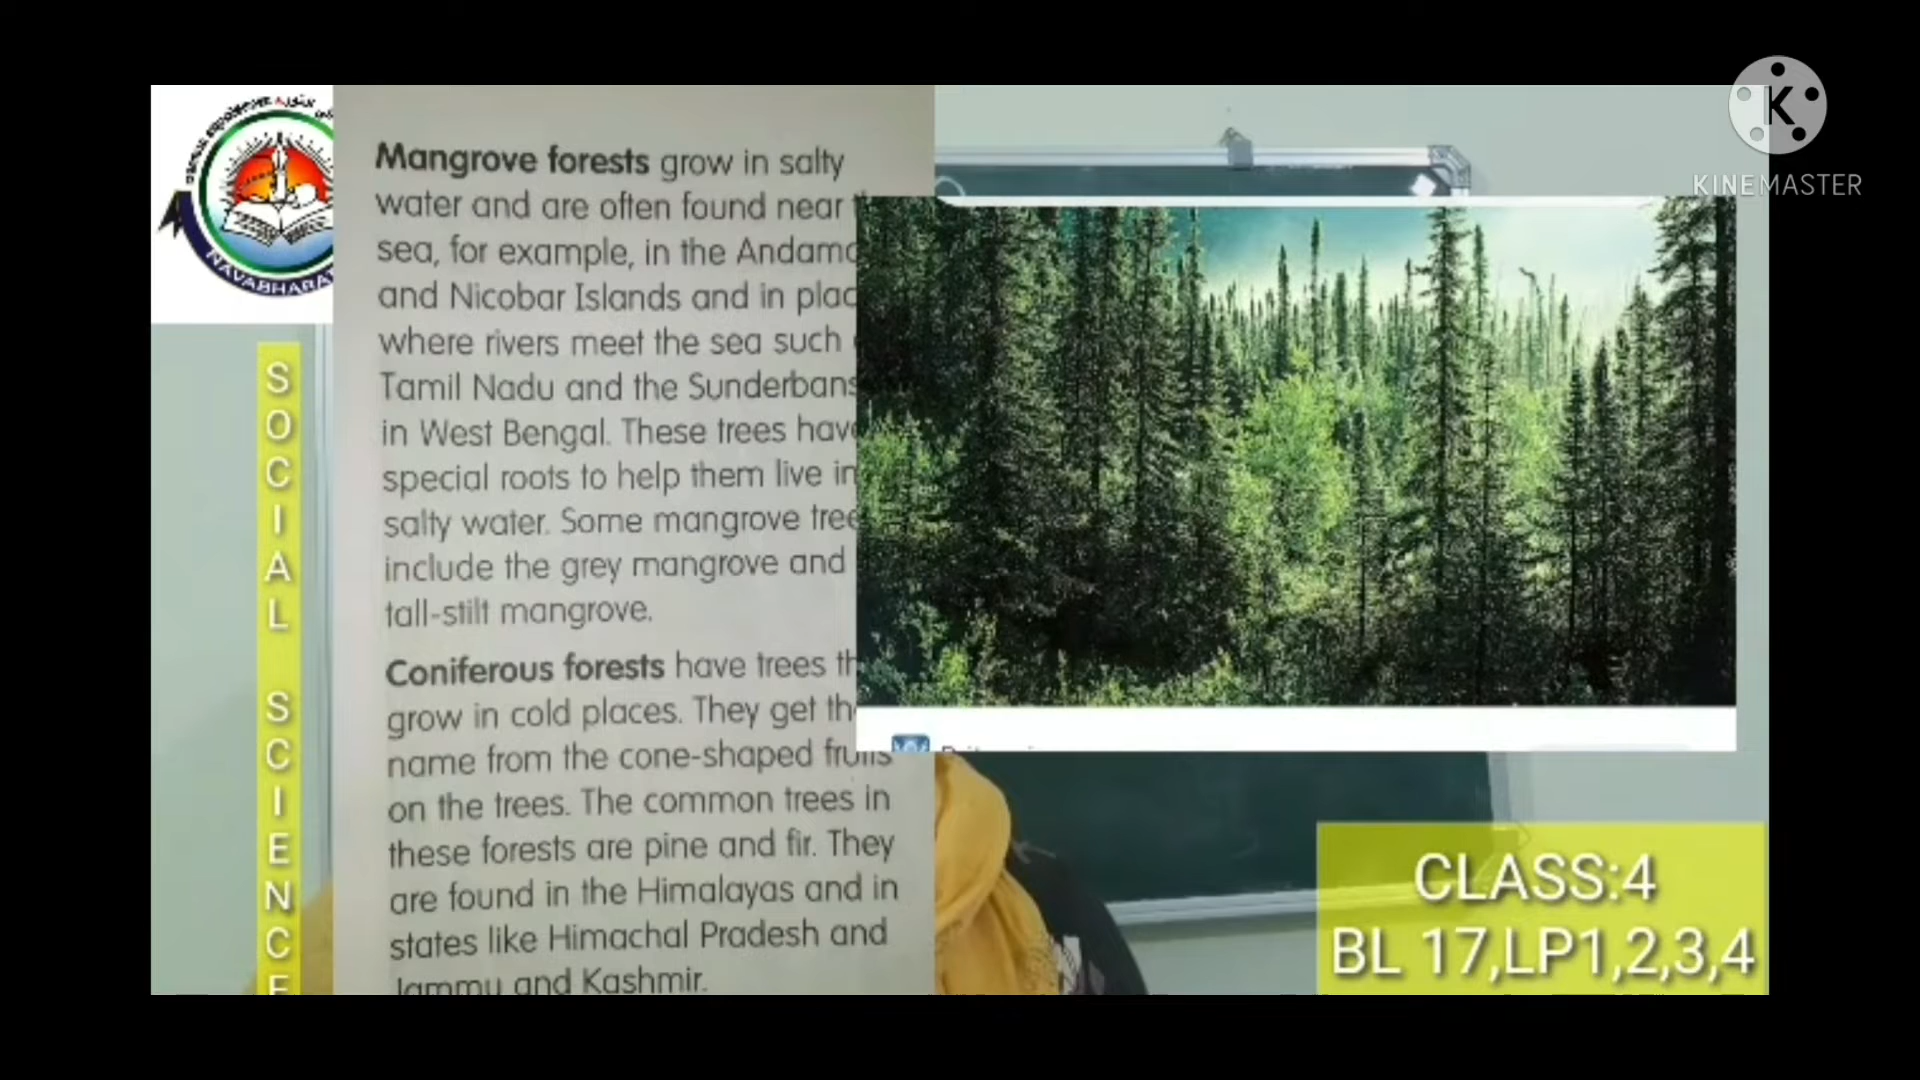 KINEMASTER
K
NAVABHARA
Mangrove forests grow in salty
water and are often found near
sea, for example, in the Andama
and Nicobar Islands and in plac
where rivers meet the sea such
Tamil Nadu and the Sunderbans
in West Bengal. These trees have
special roots to help them live in
salty water. Some mangrove tree
include the grey mangrove and
tall-stilt mangrove.
Coniferous forests have trees th
grow in cold places. They get the
name from the cone-shaped fruits
on the trees. The common trees in
these forests are pine and fir. They
are found in the Himalayas and in
states like Himachal Pradesh and
Jammu and Kashmir.
SOCIAL SCIENCE
CLASS:4
BL 17,LP1,2,3,4